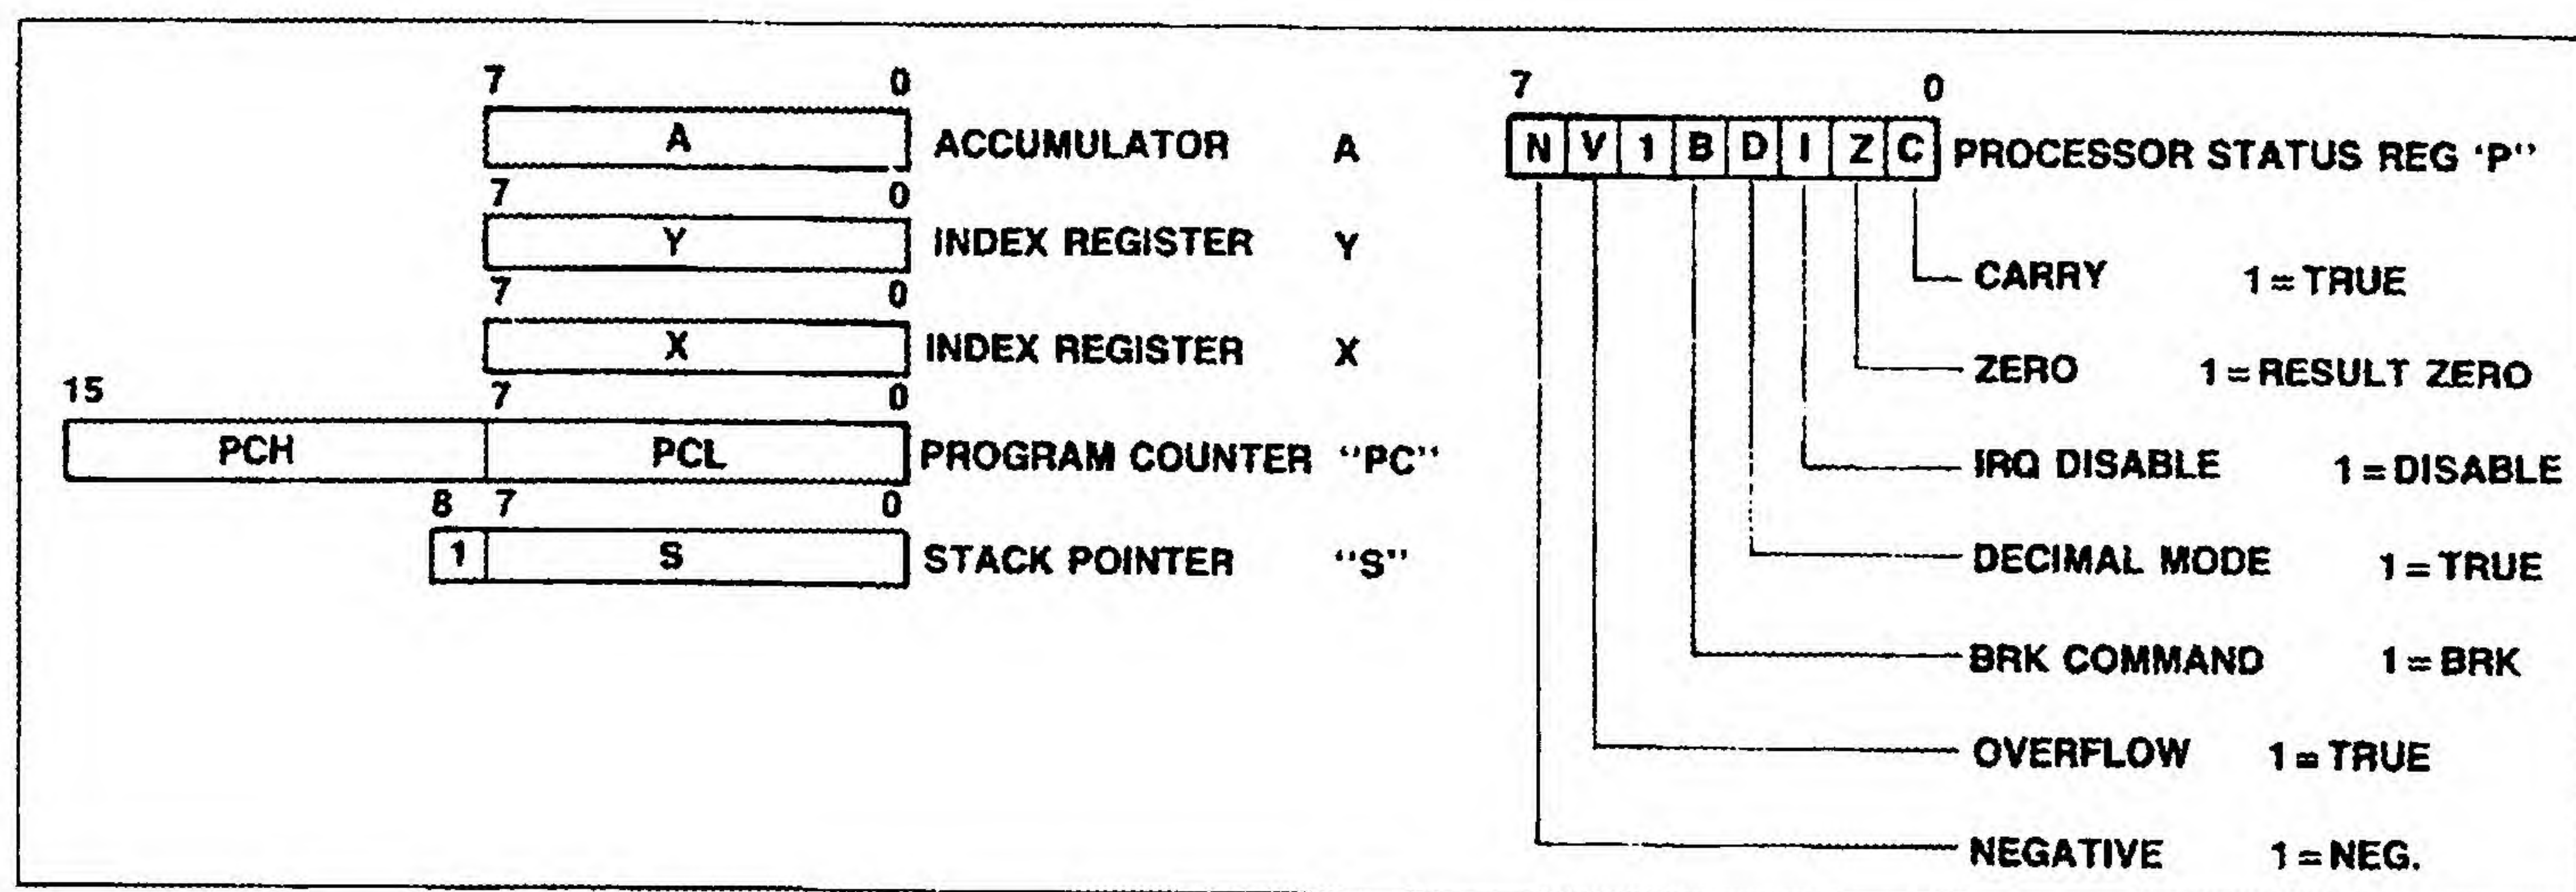 7 0
A ACCUMULATOR A
7 0
Y INDEX REGISTER Y
7 0
X INDEX REGISTER X
15 7 0
PCH PCL PROGRAM COUNTER “PC”
8 7 0
1 S STACK POINTER “S”
7 0
N V 1 B D I Z C PROCESSOR STATUS REG ‘P”
CARRY 1 = TRUE
ZERO 1 = RESULT ZERO
IRQ DISABLE 1 = DISABLE
DECIMAL MODE 1 = TRUE
BRK COMMAND 1 = BRK
OVERFLOW 1 = TRUE
NEGATIVE 1 = NEG.